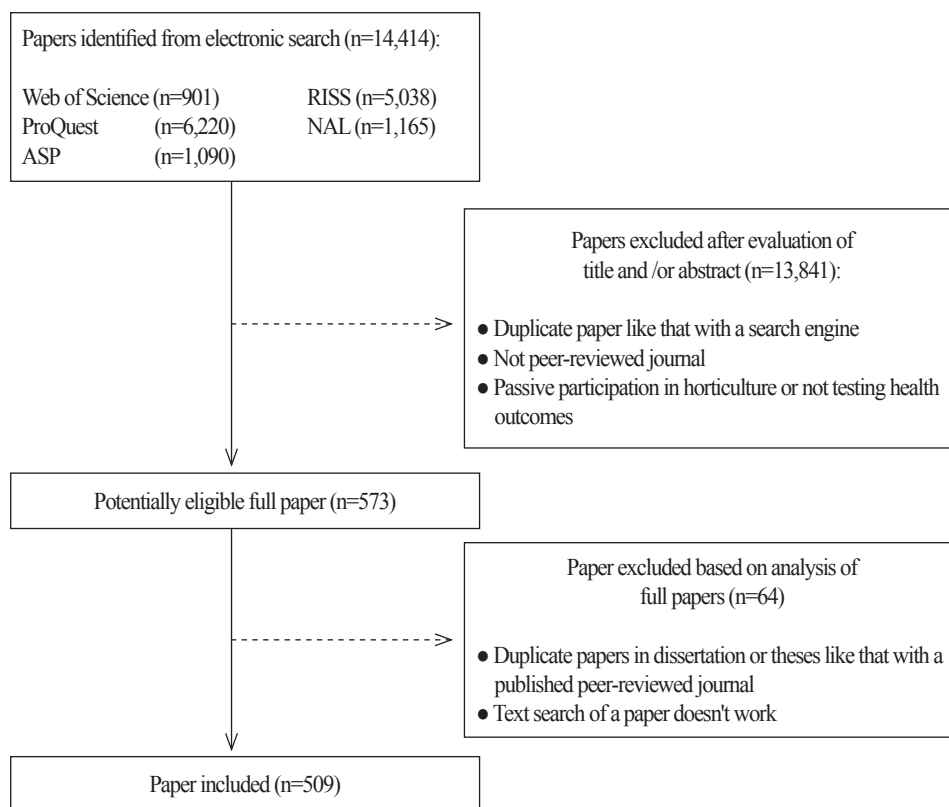 Papers identified from electronic search (n=14,414):
Web of Science (n=901) RISS (n=5,038)
ProQuest (n=6,220) NAL (n=1,165)
ASP (n=1,090)
Papers excluded after evaluation of
title and /or abstract (n=13,841):
● Duplicate paper like that with a search engine
● Not peer-reviewed journal
● Passive participation in horticulture or not testing health
outcomes
Potentially eligible full paper (n=573)
Paper excluded based on analysis of
full papers (n=64)
● Duplicate papers in dissertation or theses like that with a
published peer-reviewed journal
● Text search of a paper doesn't work
Paper included (n=509)